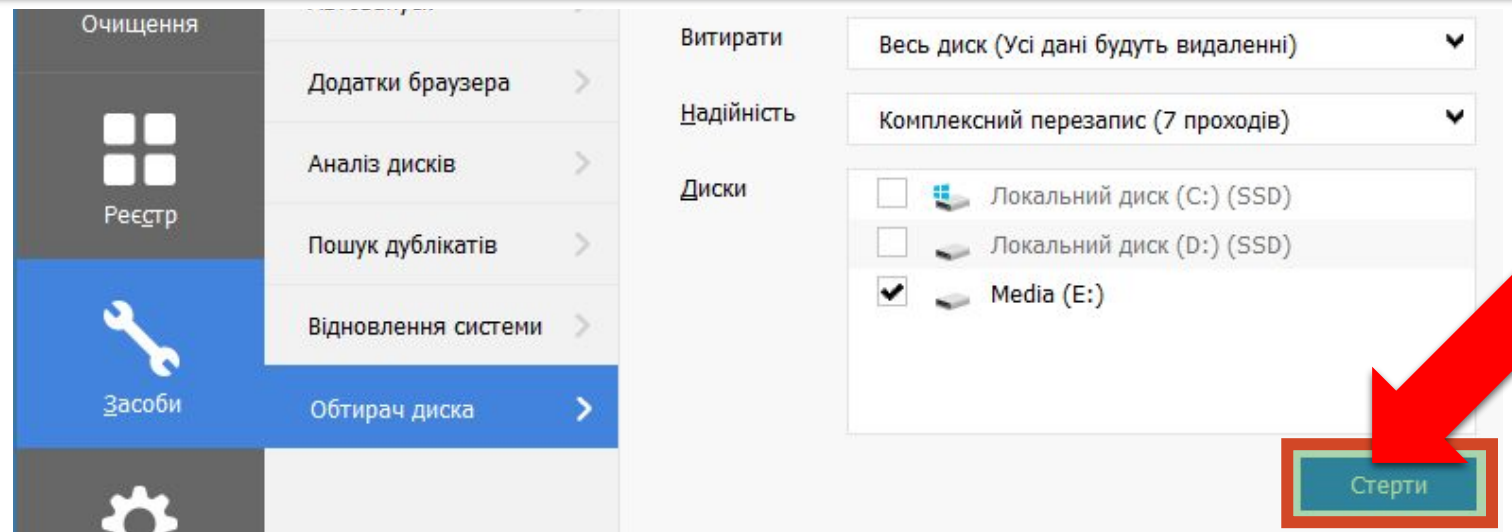 Очищення
Реєстр
Засоби
Додатки браузера
Аналіз дисків
Пошук дублікатів
Відновлення системи
Обтирач диска
Витирати
Весь диск (Усі дані будуть видаленні)
Надійність
Комплексний перезапис (7 проходів)
Диски
Локальний диск (C:) (SSD)
Локальний диск (D:) (SSD)
Media (E:)
Стерти